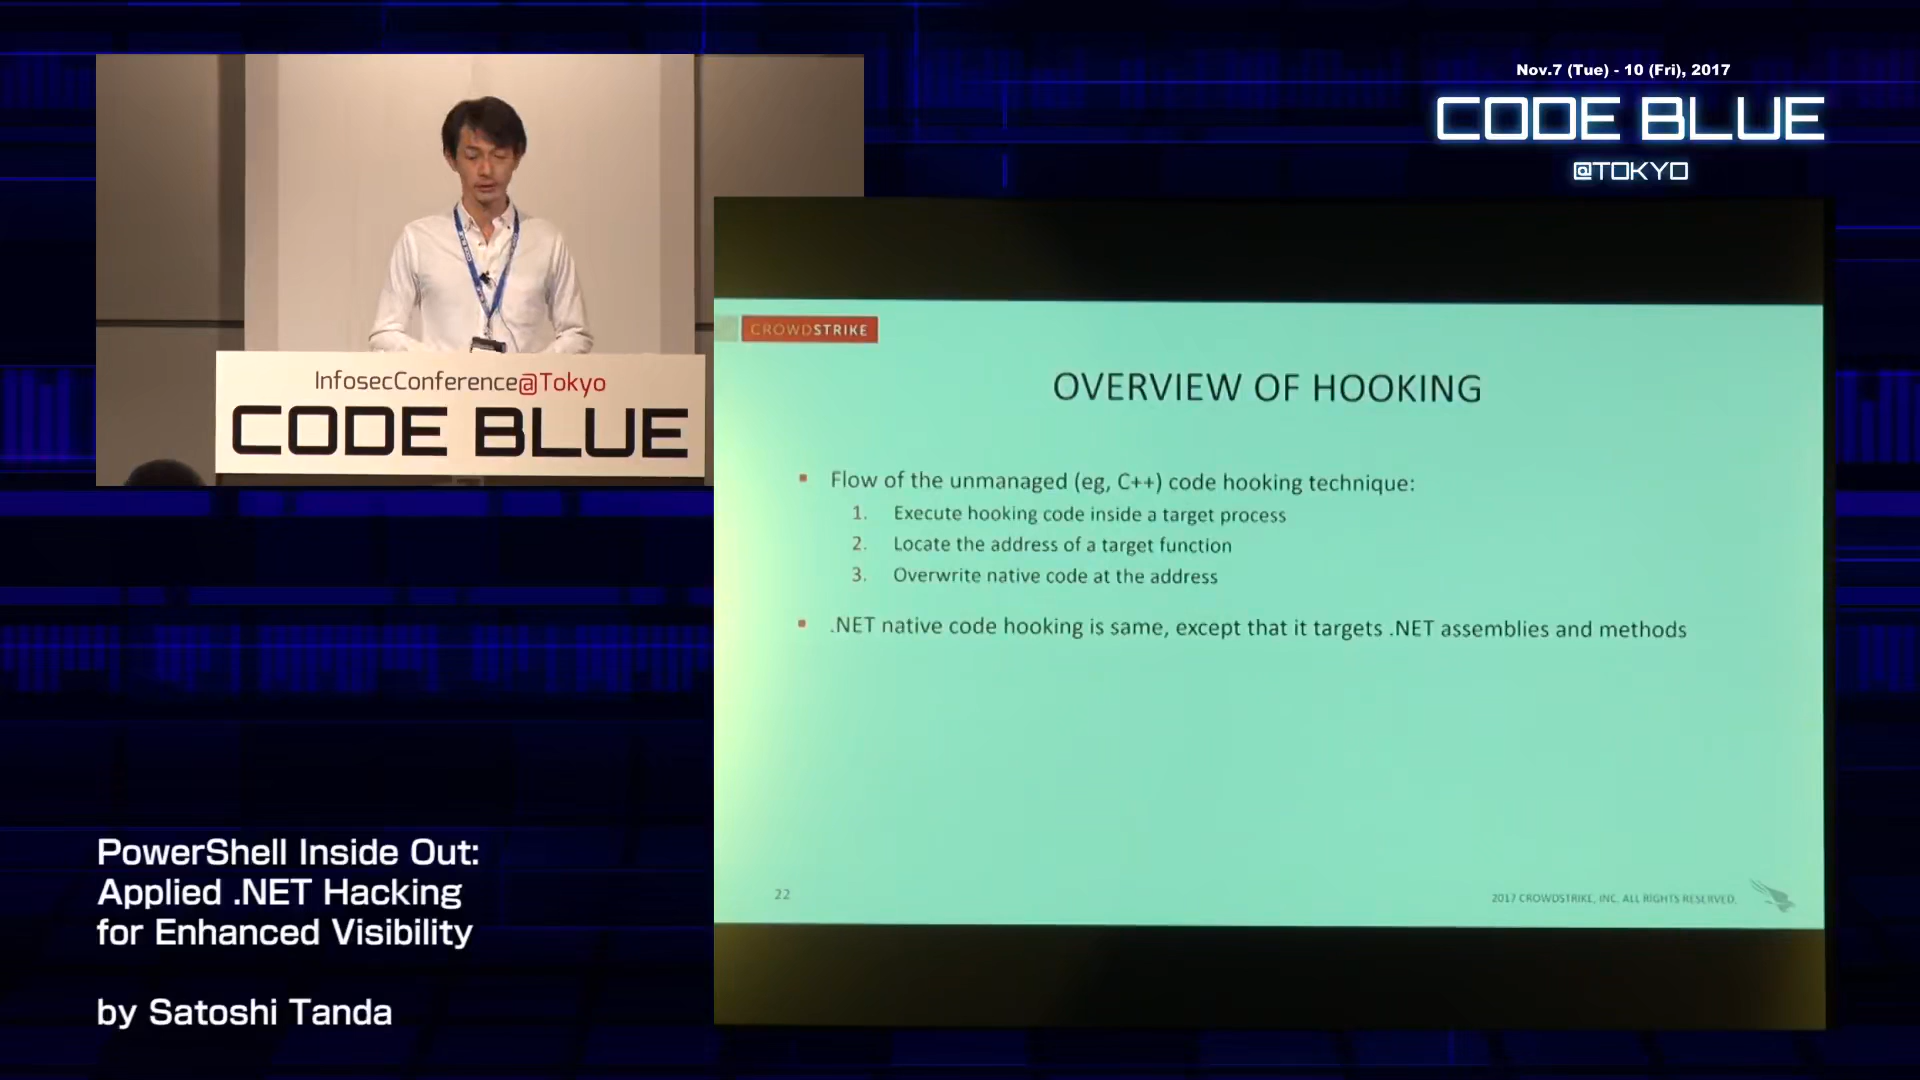 Nov.7 (Tue) - 10 (Fri), 2017
CODE BLUE
@TOKYO
InfosecConference@Tokyo
CODE BLUE
CROWDSTRIKE
OVERVIEW OF HOOKING
▪ Flow of the unmanaged (eg, C++) code hooking technique:
1. Execute hooking code inside a target process
2. Locate the address of a target function
3. Overwrite native code at the address
▪ .NET native code hooking is same, except that it targets .NET assemblies and methods
22
2017 CROWDSTRIKE, INC. ALL RIGHTS RESERVED.
PowerShell Inside Out:
Applied .NET Hacking
for Enhanced Visibility
by Satoshi Tanda